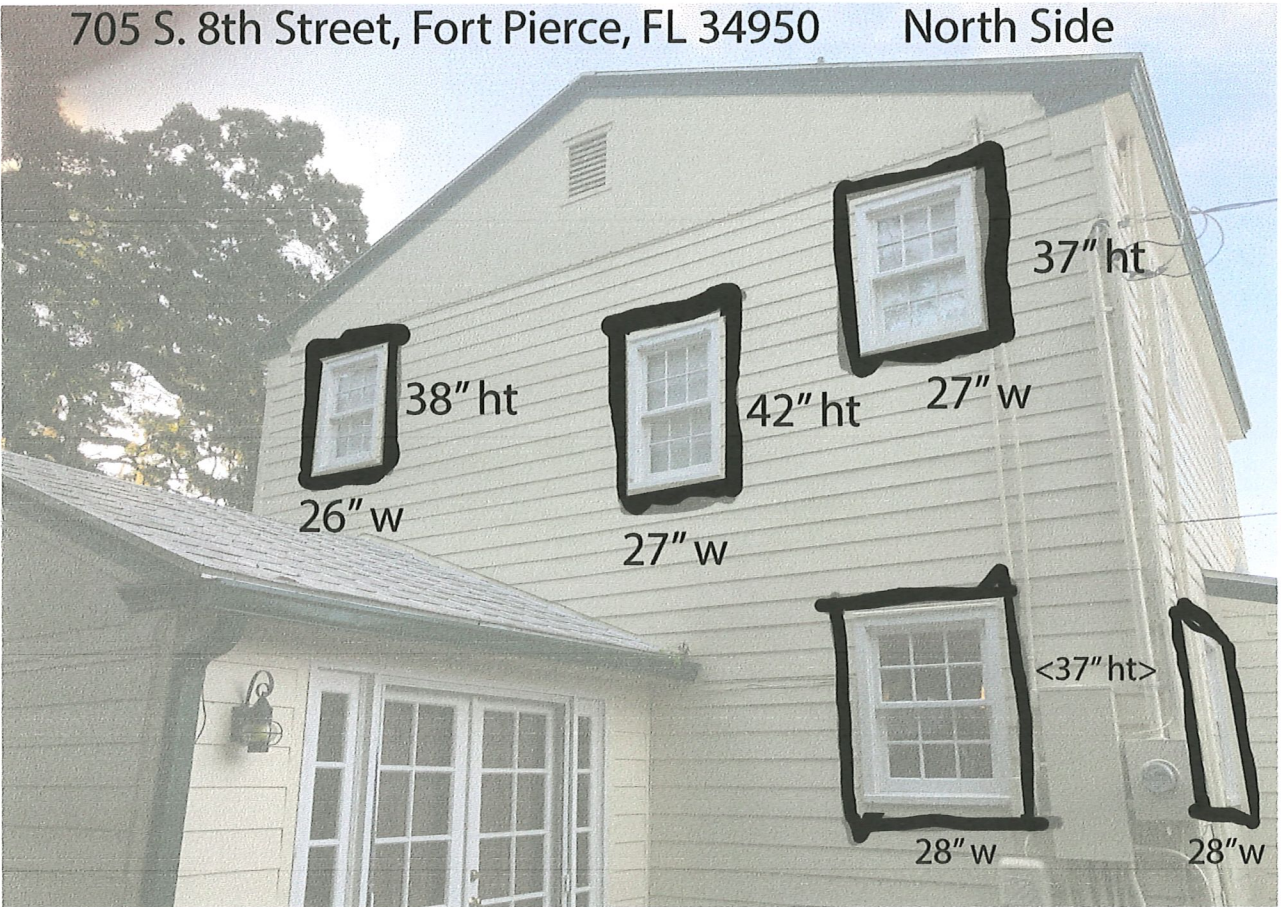 705 S. 8th Street, Fort Pierce, FL 34950 North Side
37" ht
38" ht
42" ht
27" w
26" w
27" w
<37" ht>
28" w
28" w